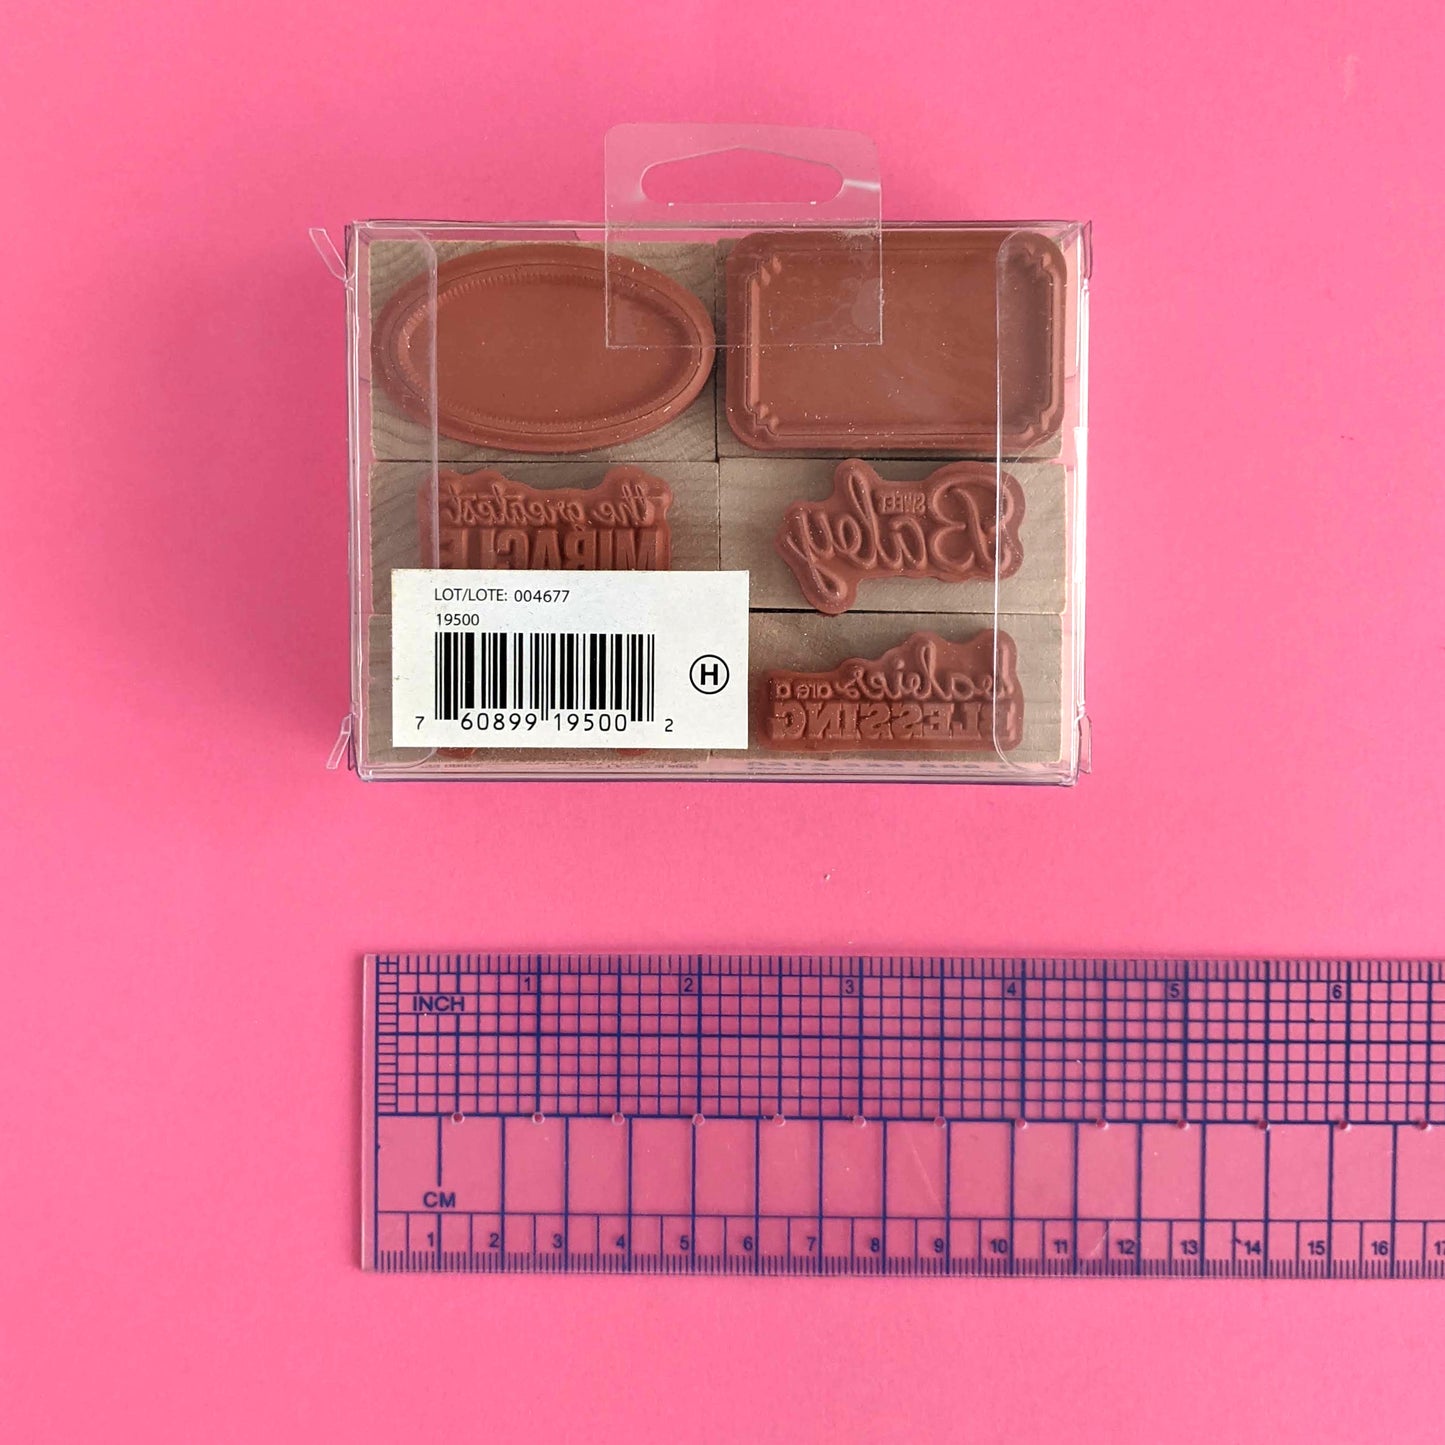 the greatest
MIRACLE
SWEET
Baby
LOT/LOTE: 004677
19500
H
7 60899 19500 2
babies are a
BLESSING
1 2 3 4 5 6
INCH
CM
1 2 3 4 5 6 7 8 9 10 11 12 13 14 15 16 17